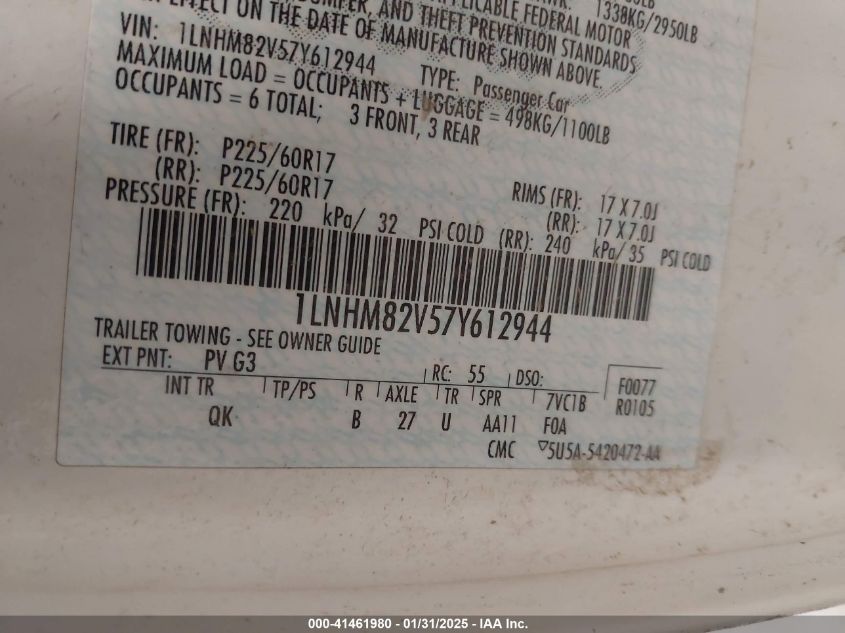 1338KG/2950LB
EFFECT ON THE DATE OF MANUFACTURE SHOWN ABOVE.
AND THEFT PREVENTION STANDARDS
APPLICABLE FEDERAL MOTOR
VIN: 1LNHM82V57Y612944
TYPE: Passenger Car
MAXIMUM LOAD = OCCUPANTS + LUGGAGE = 498KG/1100LB
OCCUPANTS = 6 TOTAL; 3 FRONT, 3 REAR
TIRE (FR): P225/60R17 RIMS (FR): 17 X 7.0J
(RR): P225/60R17 (RR): 17 X 7.0J
PRESSURE (FR): 220 kPa/ 32 PSI COLD (RR): 240 kPa/ 35 PSI COLD
1LNHM82V57Y612944
TRAILER TOWING - SEE OWNER GUIDE
EXT PNT: PV G3 RC: 55 DSO: F0077
INT TR TP/PS R AXLE TR SPR 7VC1B R0105
QK B 27 U AA11 F0A
CMC 5U5A-5420472-AA
000-41461980 - 01/31/2025 - IAA Inc.